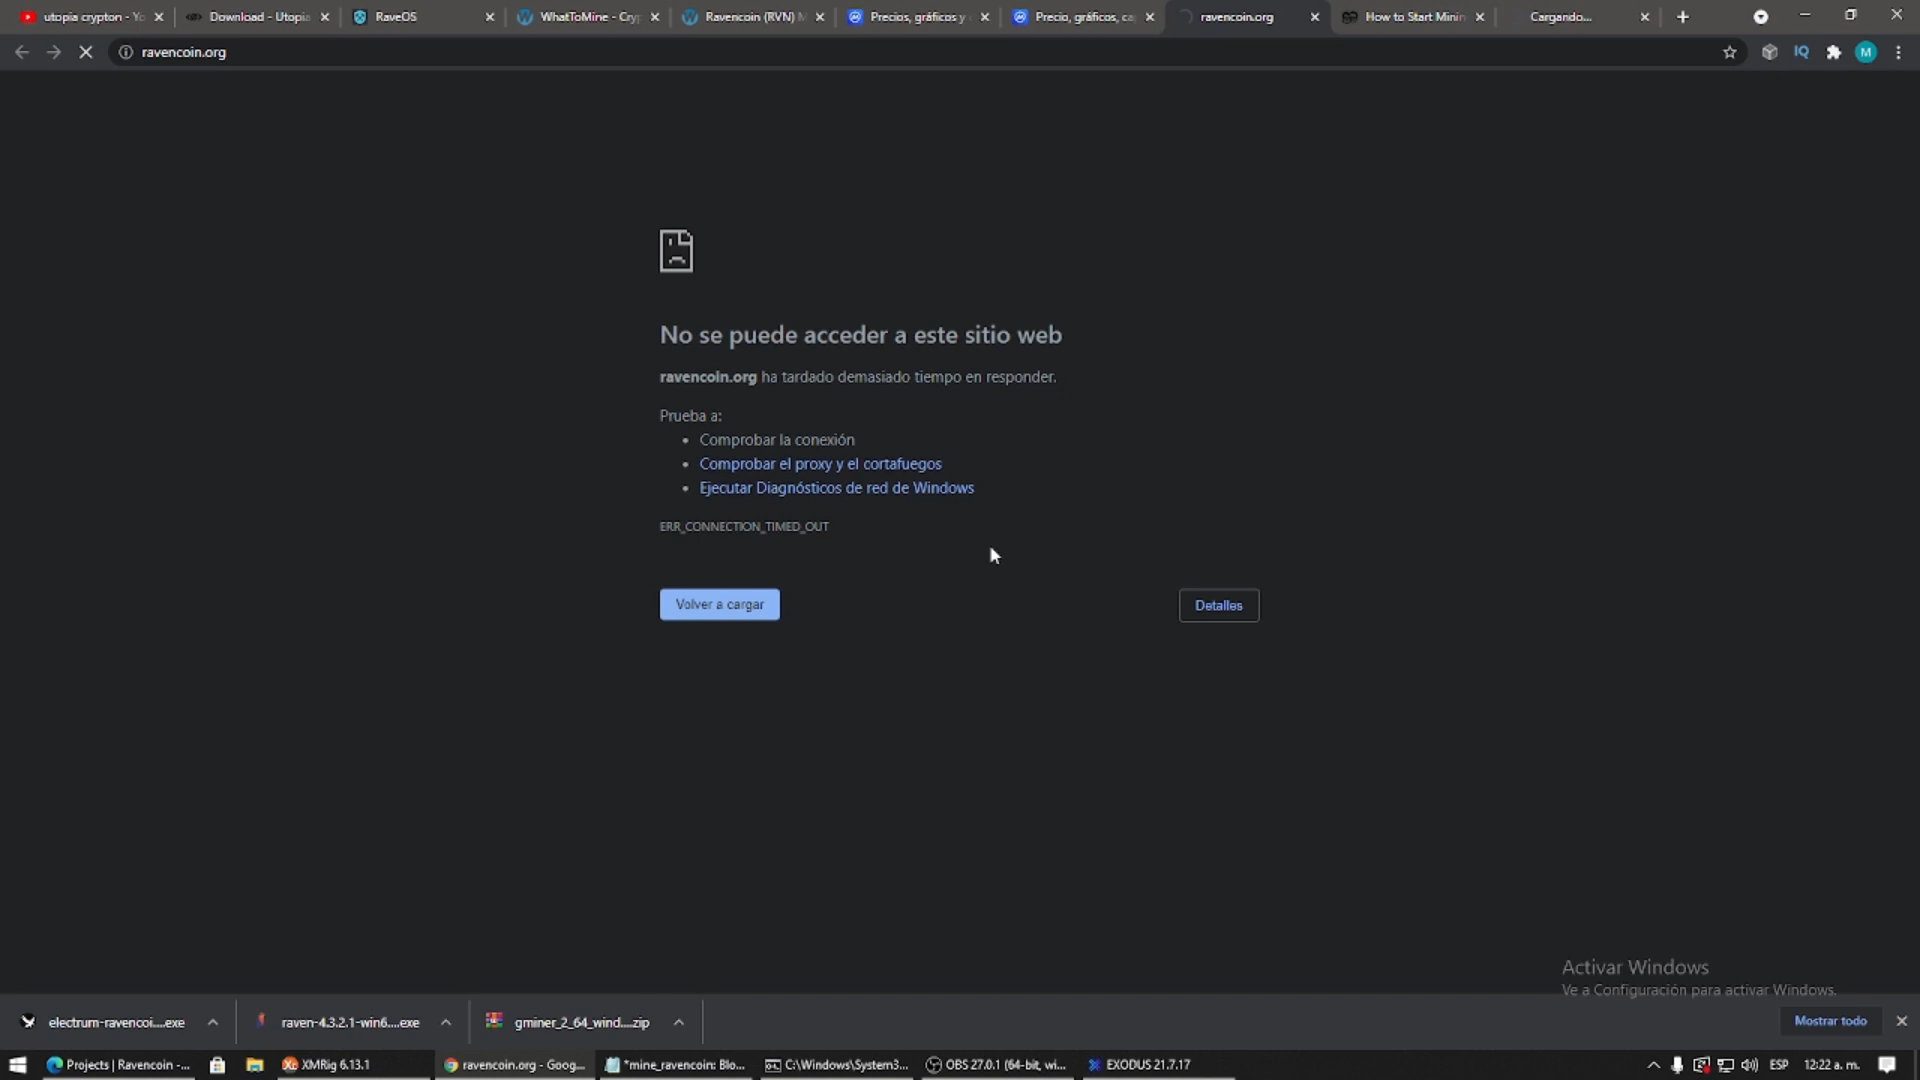 utopia crypton - Yo
Download - Utopi
RaveOS
WhatToMine - Cry
Ravencoin (RVN) M
Precios, gráficos y
Precio, gráficos, ca
ravencoin.org
How to Start Minin
Cargando...
ravencoin.org
M
No se puede acceder a este sitio web
ravencoin.org ha tardado demasiado tiempo en responder.
Prueba a:
• Comprobar la conexión
• Comprobar el proxy y el cortafuegos
• Ejecutar Diagnósticos de red de Windows
ERR_CONNECTION_TIMED_OUT
Volver a cargar
Detalles
Activar Windows
Ve a Configuración para activar Windows.
electrum-ravencoi....exe
raven-4.3.2.1-win6....exe
gminer_2_64_wind....zip
Mostrar todo
Projects | Ravencoin -...
XMRig 6.13.1
ravencoin.org - Goog...
*mine_ravencoin: Blo...
C:\Windows\System3...
OBS 27.0.1 (64-bit, wi...
EXODUS 21.7.17
ESP
12:22 a. m.